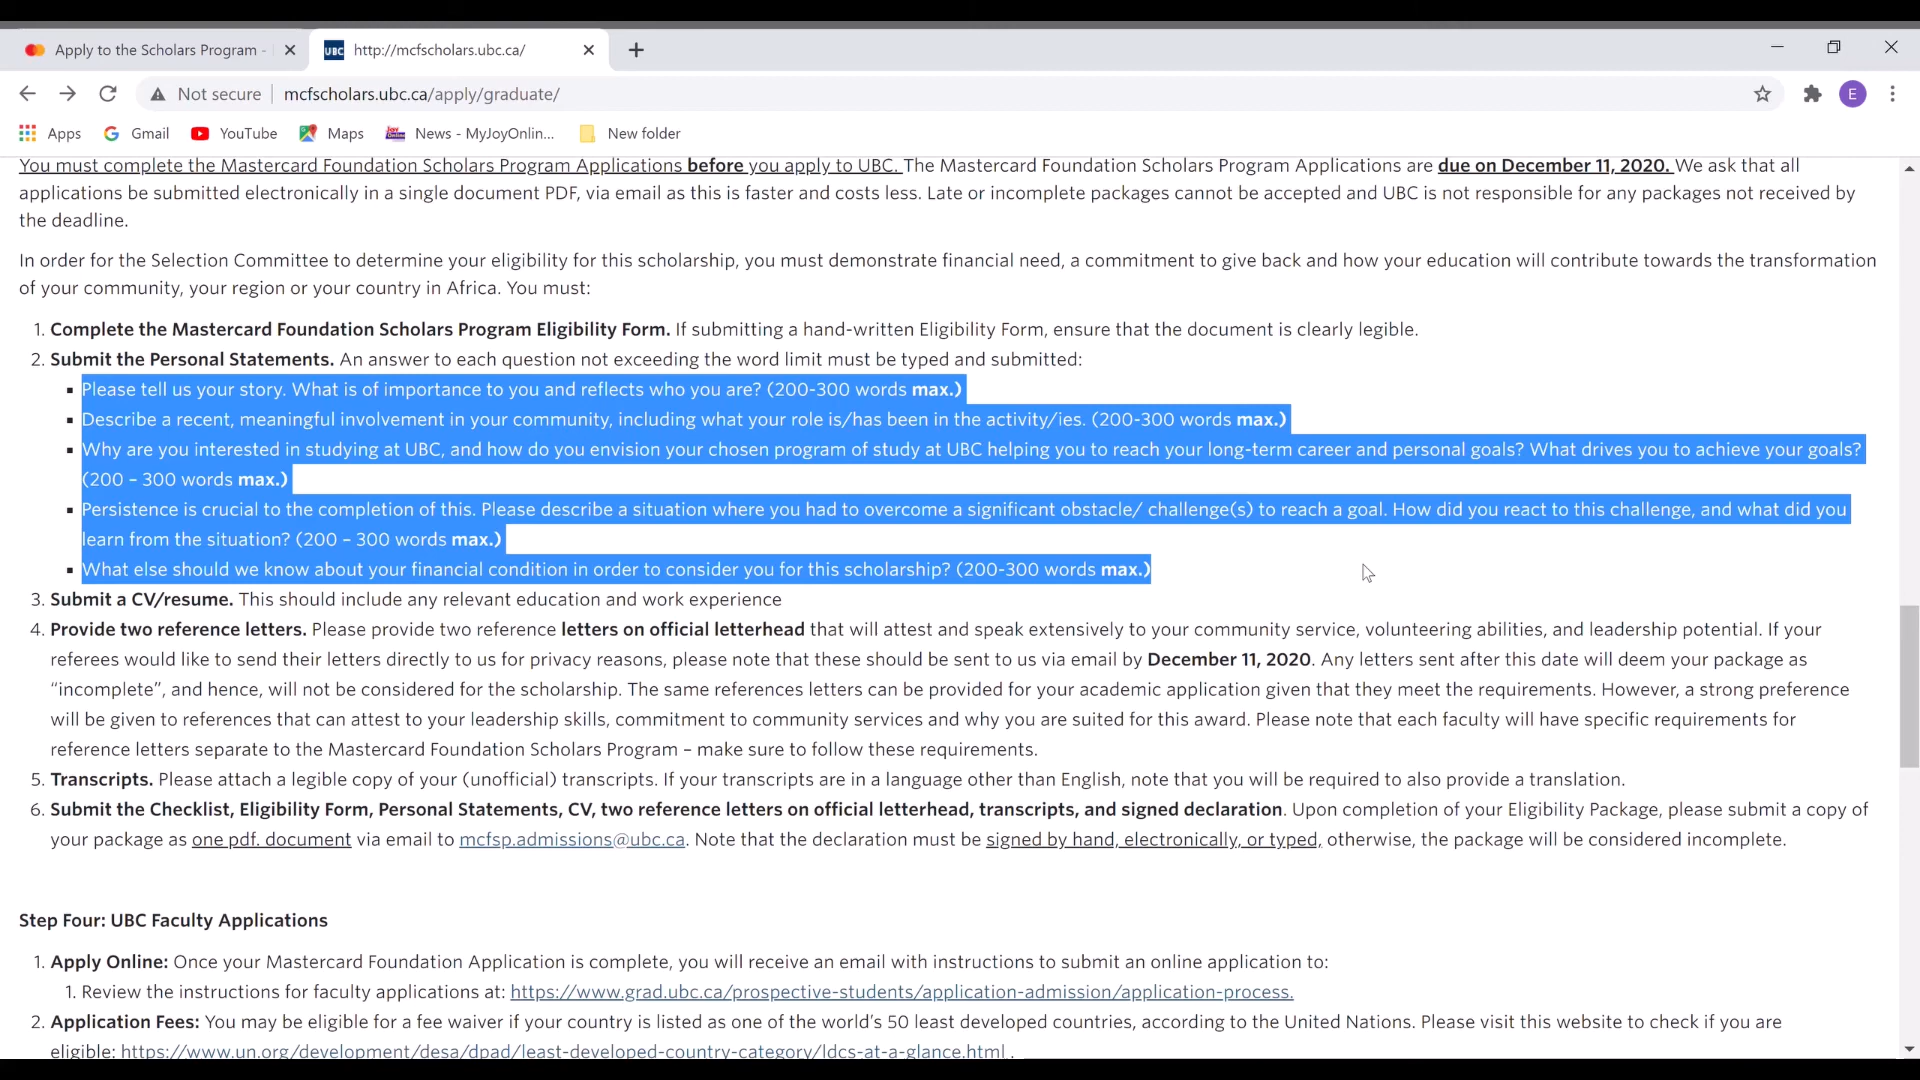 Apply to the Scholars Program -
http://mcfscholars.ubc.ca/
Not secure
mcfscholars.ubc.ca/apply/graduate/
E
Apps
Gmail
YouTube
Maps
News - MyJoyOnlin...
New folder
You must complete the Mastercard Foundation Scholars Program Applications before you apply to UBC. The Mastercard Foundation Scholars Program Applications are due on December 11, 2020. We ask that all
applications be submitted electronically in a single document PDF, via email as this is faster and costs less. Late or incomplete packages cannot be accepted and UBC is not responsible for any packages not received by
the deadline.
In order for the Selection Committee to determine your eligibility for this scholarship, you must demonstrate financial need, a commitment to give back and how your education will contribute towards the transformation
of your community, your region or your country in Africa. You must:
1. Complete the Mastercard Foundation Scholars Program Eligibility Form. If submitting a hand-written Eligibility Form, ensure that the document is clearly legible.
2. Submit the Personal Statements. An answer to each question not exceeding the word limit must be typed and submitted:
▪ Please tell us your story. What is of importance to you and reflects who you are? (200-300 words max.)
▪ Describe a recent, meaningful involvement in your community, including what your role is/has been in the activity/ies. (200-300 words max.)
▪ Why are you interested in studying at UBC, and how do you envision your chosen program of study at UBC helping you to reach your long-term career and personal goals? What drives you to achieve your goals?
(200 – 300 words max.)
▪ Persistence is crucial to the completion of this. Please describe a situation where you had to overcome a significant obstacle/ challenge(s) to reach a goal. How did you react to this challenge, and what did you
learn from the situation? (200 – 300 words max.)
▪ What else should we know about your financial condition in order to consider you for this scholarship? (200-300 words max.)
3. Submit a CV/resume. This should include any relevant education and work experience
4. Provide two reference letters. Please provide two reference letters on official letterhead that will attest and speak extensively to your community service, volunteering abilities, and leadership potential. If your
referees would like to send their letters directly to us for privacy reasons, please note that these should be sent to us via email by December 11, 2020. Any letters sent after this date will deem your package as
“incomplete”, and hence, will not be considered for the scholarship. The same references letters can be provided for your academic application given that they meet the requirements. However, a strong preference
will be given to references that can attest to your leadership skills, commitment to community services and why you are suited for this award. Please note that each faculty will have specific requirements for
reference letters separate to the Mastercard Foundation Scholars Program – make sure to follow these requirements.
5. Transcripts. Please attach a legible copy of your (unofficial) transcripts. If your transcripts are in a language other than English, note that you will be required to also provide a translation.
6. Submit the Checklist, Eligibility Form, Personal Statements, CV, two reference letters on official letterhead, transcripts, and signed declaration. Upon completion of your Eligibility Package, please submit a copy of
your package as one pdf. document via email to mcfsp.admissions@ubc.ca. Note that the declaration must be signed by hand, electronically, or typed, otherwise, the package will be considered incomplete.
Step Four: UBC Faculty Applications
1. Apply Online: Once your Mastercard Foundation Application is complete, you will receive an email with instructions to submit an online application to:
1. Review the instructions for faculty applications at: https://www.grad.ubc.ca/prospective-students/application-admission/application-process.
2. Application Fees: You may be eligible for a fee waiver if your country is listed as one of the world’s 50 least developed countries, according to the United Nations. Please visit this website to check if you are
eligible: https://www.un.org/development/desa/dpad/least-developed-country-category/ldcs-at-a-glance.html .